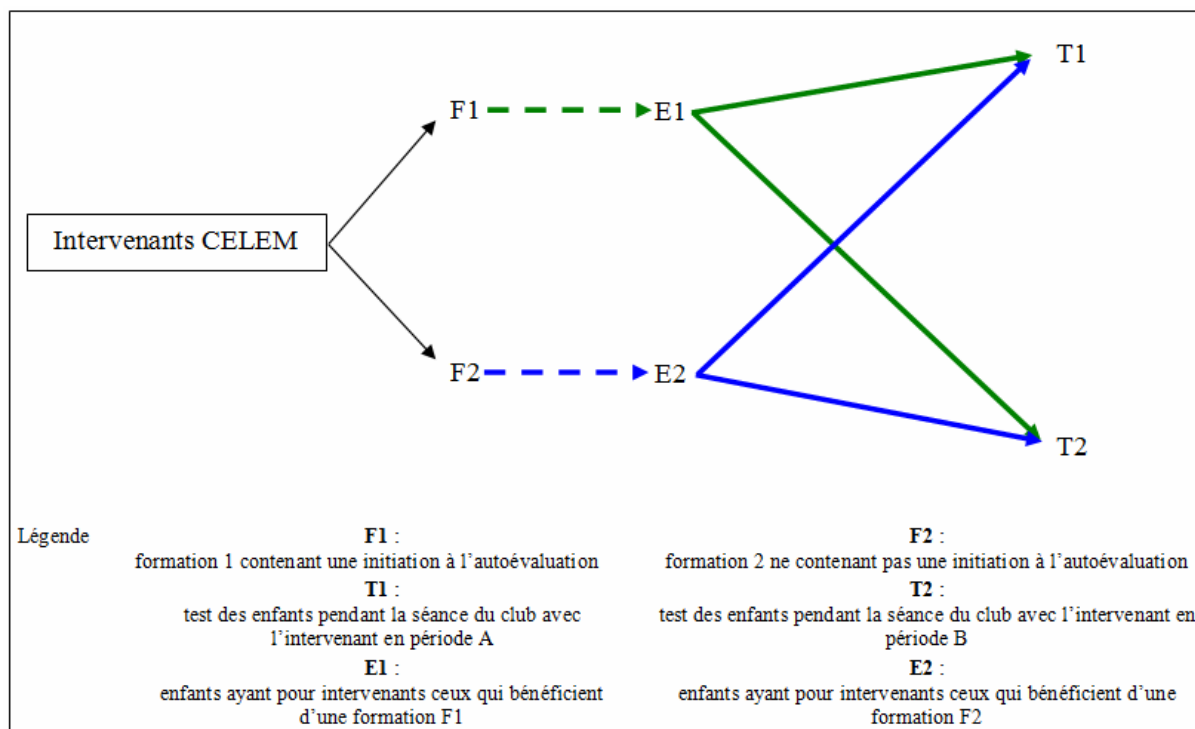 T1
F1
E1
Intervenants CELEM
F2
E2
T2
Légende
F1 :
formation 1 contenant une initiation à l'autoévaluation
F2 :
formation 2 ne contenant pas une initiation à l'autoévaluation
T1 :
test des enfants pendant la séance du club avec
l'intervenant en période A
T2 :
test des enfants pendant la séance du club avec l'intervenant en
période B
E1 :
enfants ayant pour intervenants ceux qui bénéficient
d'une formation F1
E2 :
enfants ayant pour intervenants ceux qui bénéficient d'une
formation F2